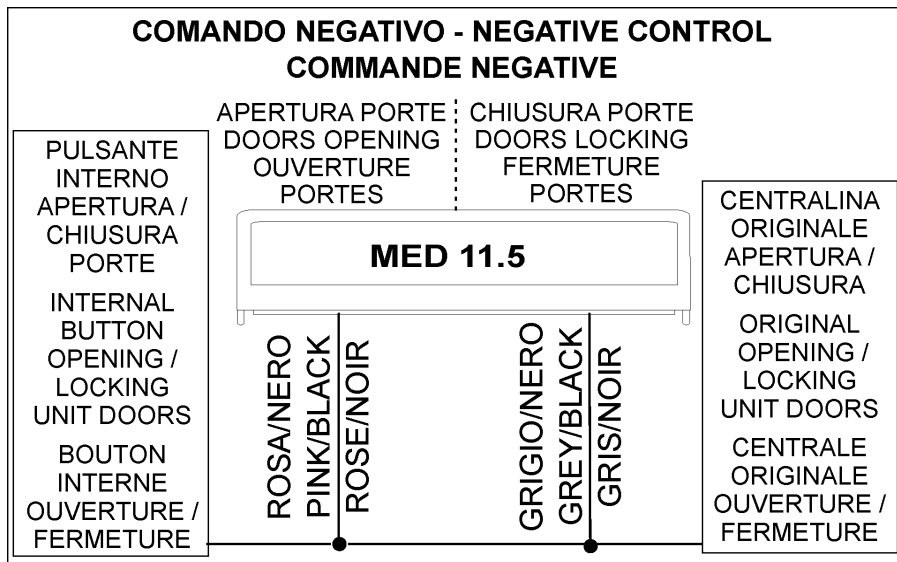 COMANDO NEGATIVO - NEGATIVE CONTROL
COMMANDE NEGATIVE
APERTURA PORTE
DOORS OPENING
OUVERTURE
PORTES
CHIUSURA PORTE
DOORS LOCKING
FERMETURE
PORTES
PULSANTE
INTERNO
APERTURA /
CHIUSURA
PORTE
INTERNAL
BUTTON
OPENING /
LOCKING
UNIT DOORS
BOUTON
INTERNE
OUVERTURE /
FERMETURE
MED 11.5
ROSA/NERO
PINK/BLACK
ROSE/NOIR
GRIGIO/NERO
GREY/BLACK
GRIS/NOIR
CENTRALINA
ORIGINALE
APERTURA /
CHIUSURA
ORIGINAL
OPENING /
LOCKING
UNIT DOORS
CENTRALE
ORIGINALE
OUVERTURE /
FERMETURE